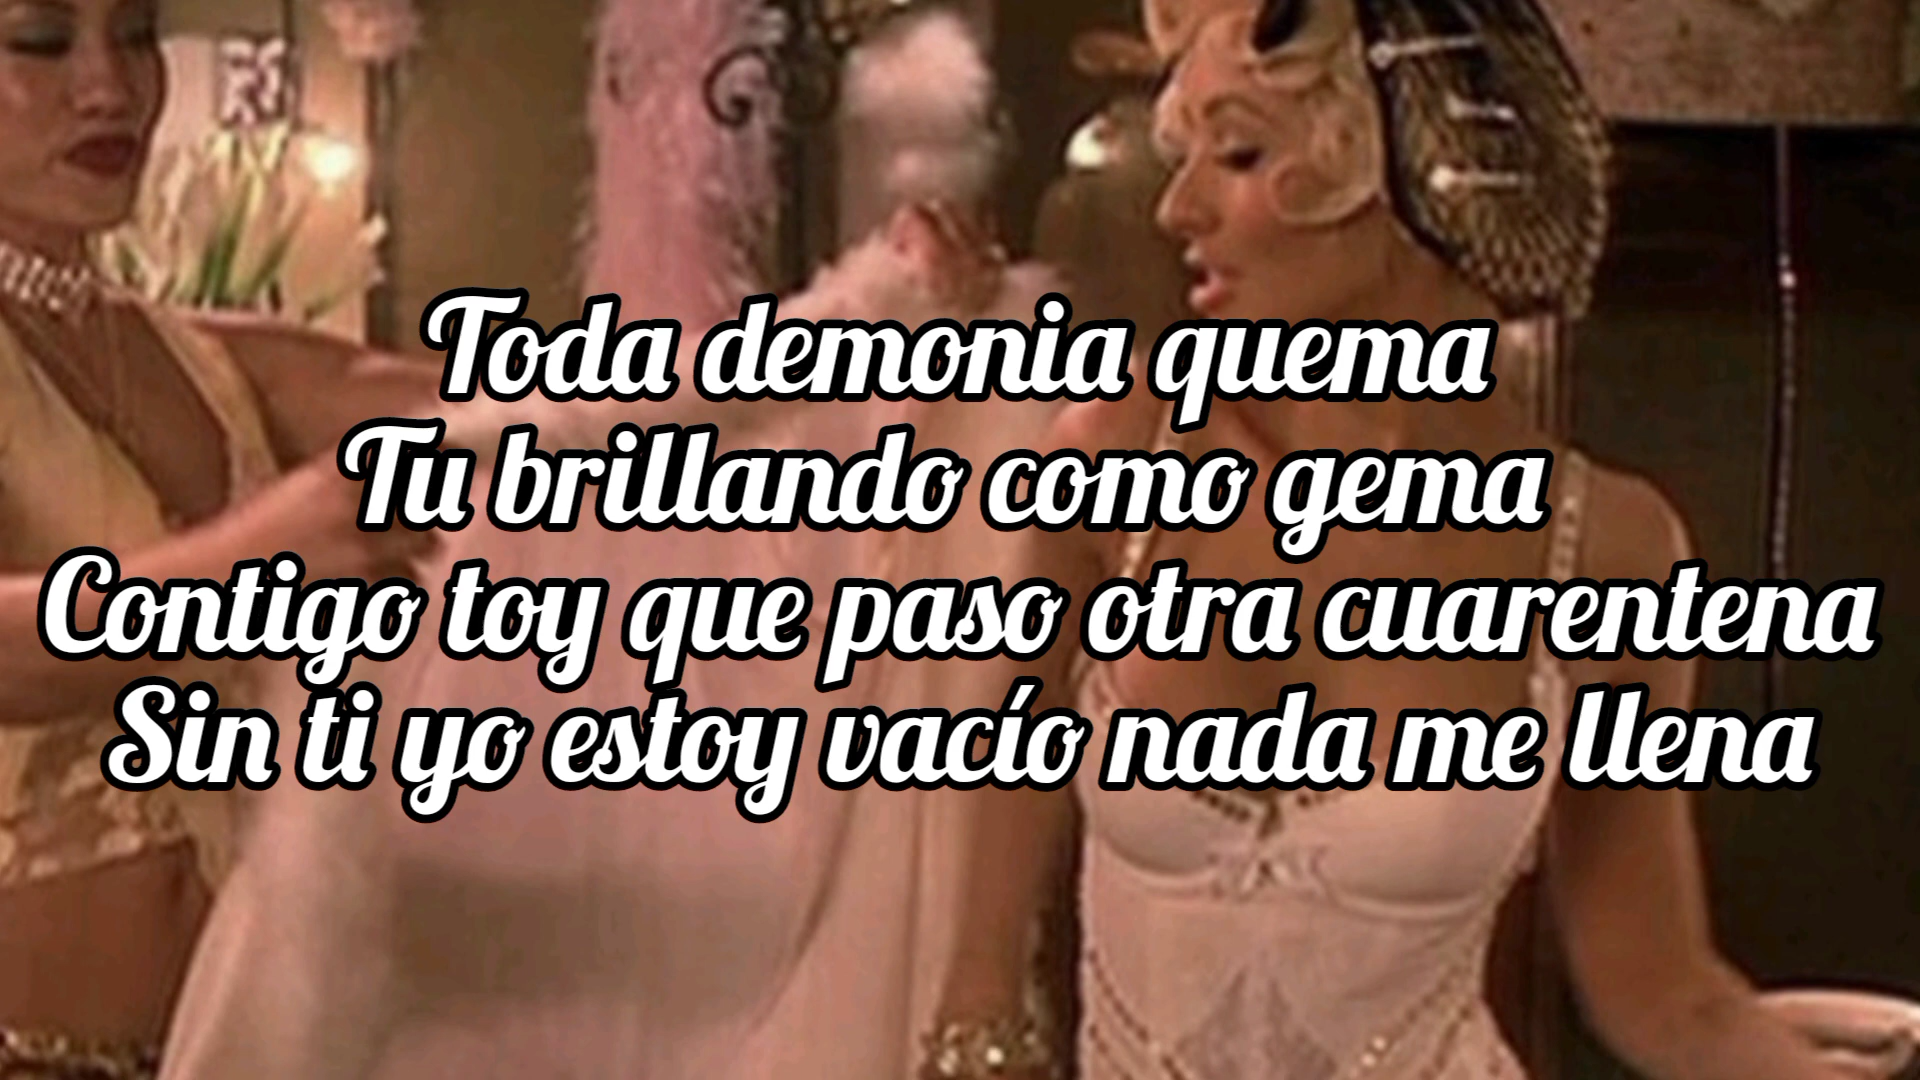 Toda demonia quema
Tu brillando como gema
Contigo toy que paso otra cuarentena
Sin ti yo estoy vacío nada me llena